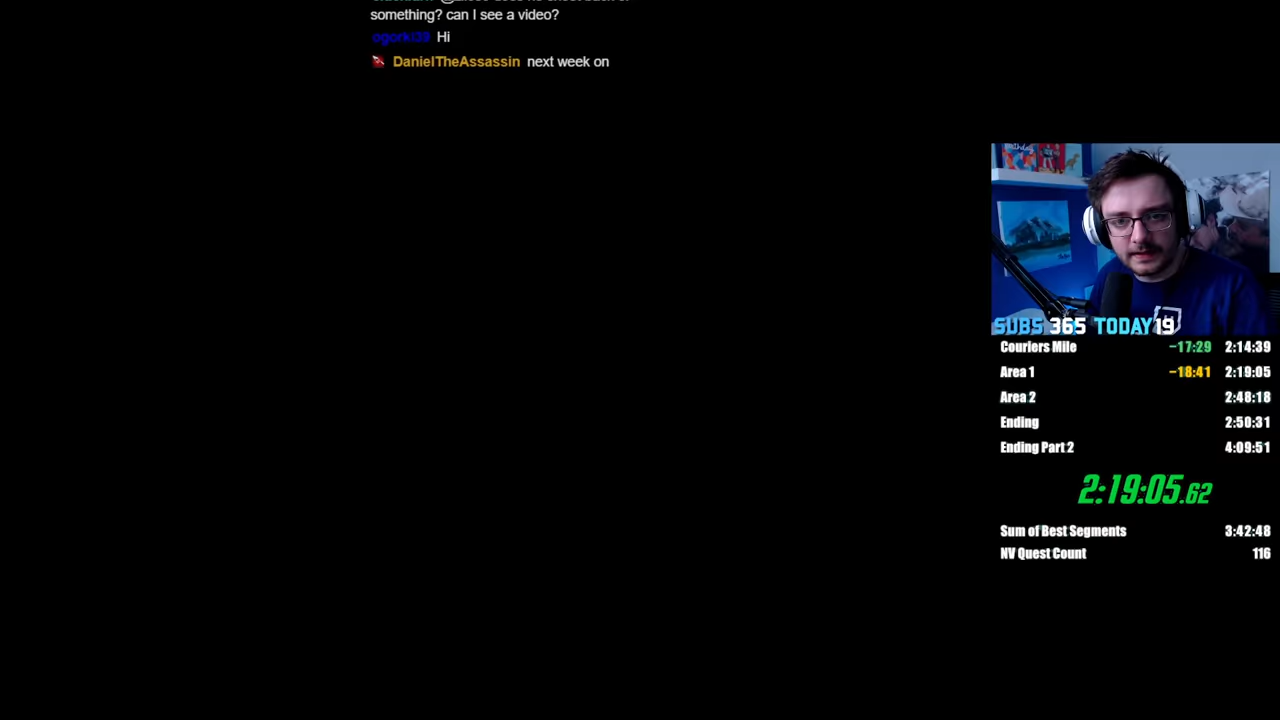 something? can I see a video?
ogorki33 Hi
DanielTheAssassin next week on
SUBS 365 TODAY 19
Couriers Mile -17:29 2:14:39
Area 1 -18:41 2:19:05
Area 2 2:48:18
Ending 2:50:31
Ending Part 2 4:09:51
2:19:05.62
Sum of Best Segments 3:42:48
NV Quest Count 116